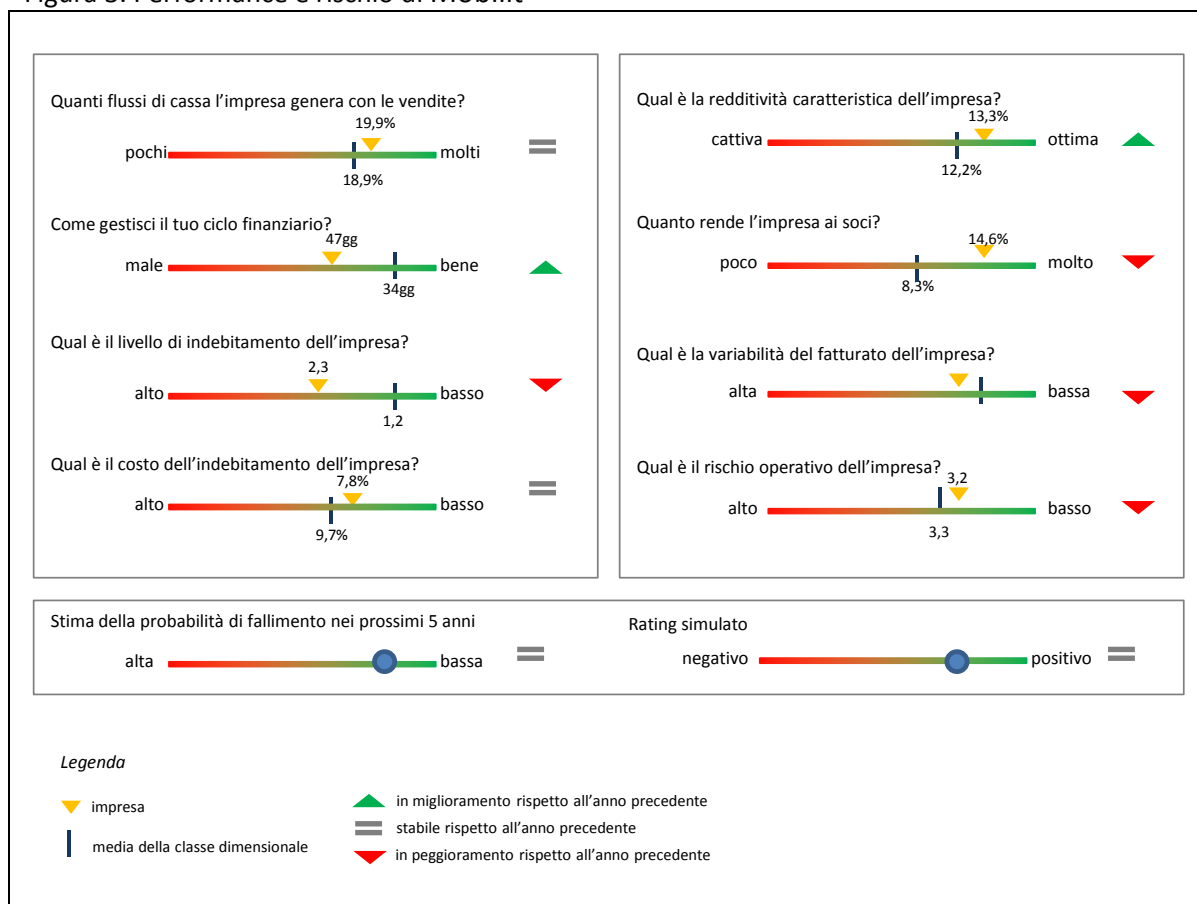 Quanti flussi di cassa l'impresa genera con le vendite?
19,9%
pochi
molti
18,9%
Come gestisci il tuo ciclo finanziario?
47gg
male
bene
34gg
Qual è il livello di indebitamento dell'impresa?
2,3
alto
basso
1,2
Qual è il costo dell'indebitamento dell'impresa?
7,8%
alto
basso
9,7%
Qual è la redditività caratteristica dell'impresa?
13,3%
cattiva
ottima
12,2%
Quanto rende l'impresa ai soci?
14,6%
poco
molto
8,3%
Qual è la variabilità del fatturato dell'impresa?
alta
bassa
Qual è il rischio operativo dell'impresa?
3,2
alto
basso
3,3
Stima della probabilità di fallimento nei prossimi 5 anni
alta
bassa
Rating simulato
negativo
positivo
Legenda
impresa
media della classe dimensionale
in miglioramento rispetto all'anno precedente
stabile rispetto all'anno precedente
in peggioramento rispetto all'anno precedente